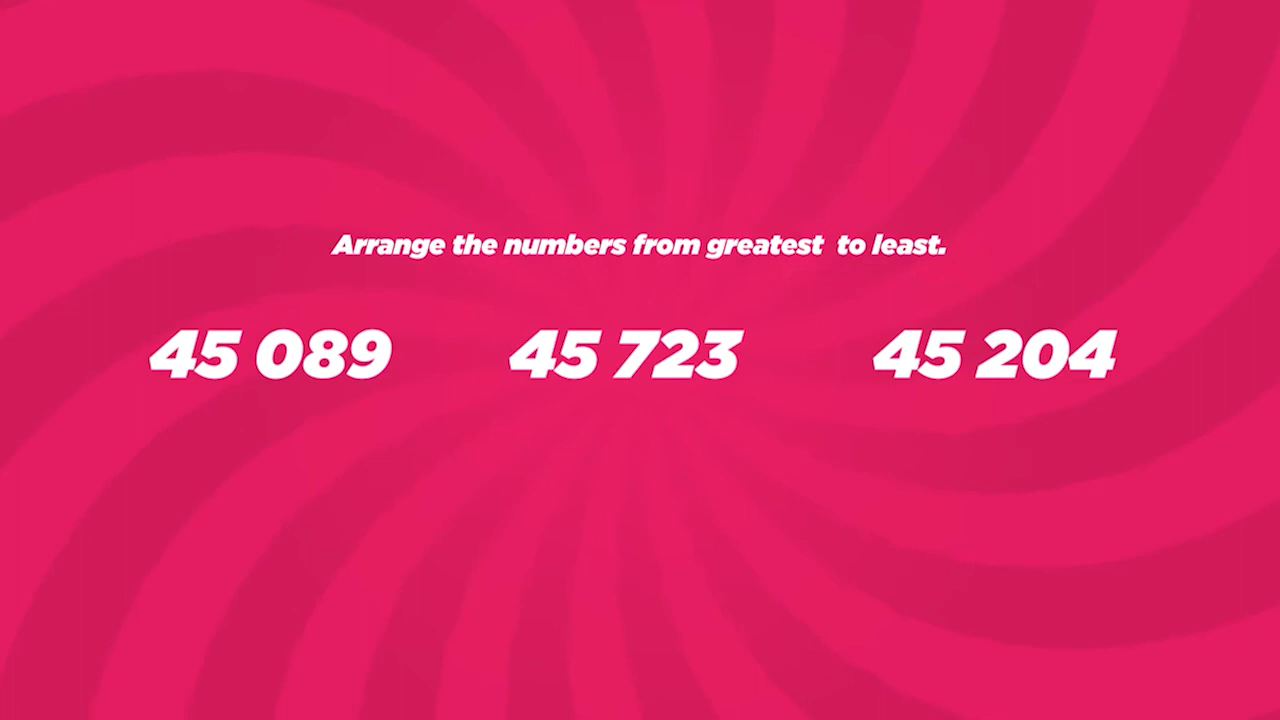 Arrange the numbers from greatest  to least.
45 089 45 723 45 204